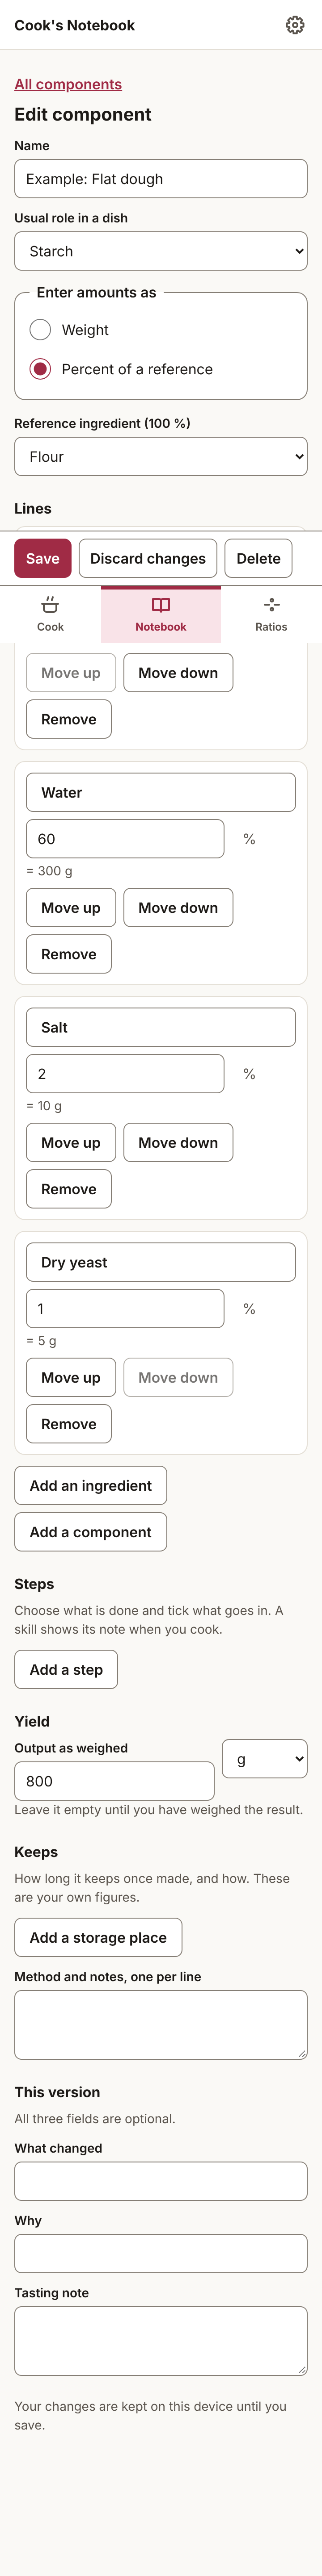 Cook's Notebook
All components
Edit component
Name
Example: Flat dough
Usual role in a dish
Starch
Enter amounts as
Weight
Percent of a reference
Reference ingredient (100 %)
Flour
Lines
Save
Discard changes
Delete
Cook
Notebook
Ratios
Move up
Move down
Remove
Water
60
%
= 300 g
Move up
Move down
Remove
Salt
2
%
= 10 g
Move up
Move down
Remove
Dry yeast
1
%
= 5 g
Move up
Move down
Remove
Add an ingredient
Add a component
Steps
Choose what is done and tick what goes in. A
skill shows its note when you cook.
Add a step
Yield
Output as weighed
g
800
Leave it empty until you have weighed the result.
Keeps
How long it keeps once made, and how. These
are your own figures.
Add a storage place
Method and notes, one per line
This version
All three fields are optional.
What changed
Why
Tasting note
Your changes are kept on this device until you
save.